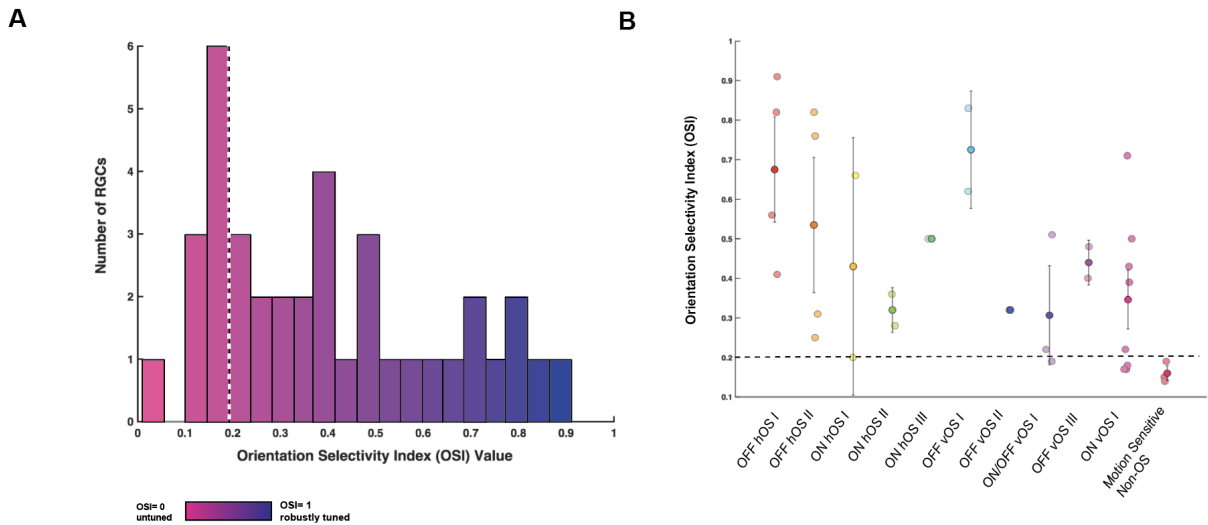 A
Number of RGCs
6
5
4
3
2
1
0
0 0.1 0.2 0.3 0.4 0.5 0.6 0.7 0.8 0.9 1
Orientation Selectivity Index (OSI) Value
OSI= 0
untuned
OSI= 1
robustly tuned
B
Orientation Selectivity Index (OSI)
1
0.9
0.8
0.7
0.6
0.5
0.4
0.3
0.2
0.1
OFF hOS I
OFF hOS II
ON hOS I
ON hOS II
ON hOS III
OFF vOS I
OFF vOS II
ON/OFF vOS I
OFF vOS III
ON vOS I
Motion Sensitive
Non-OS